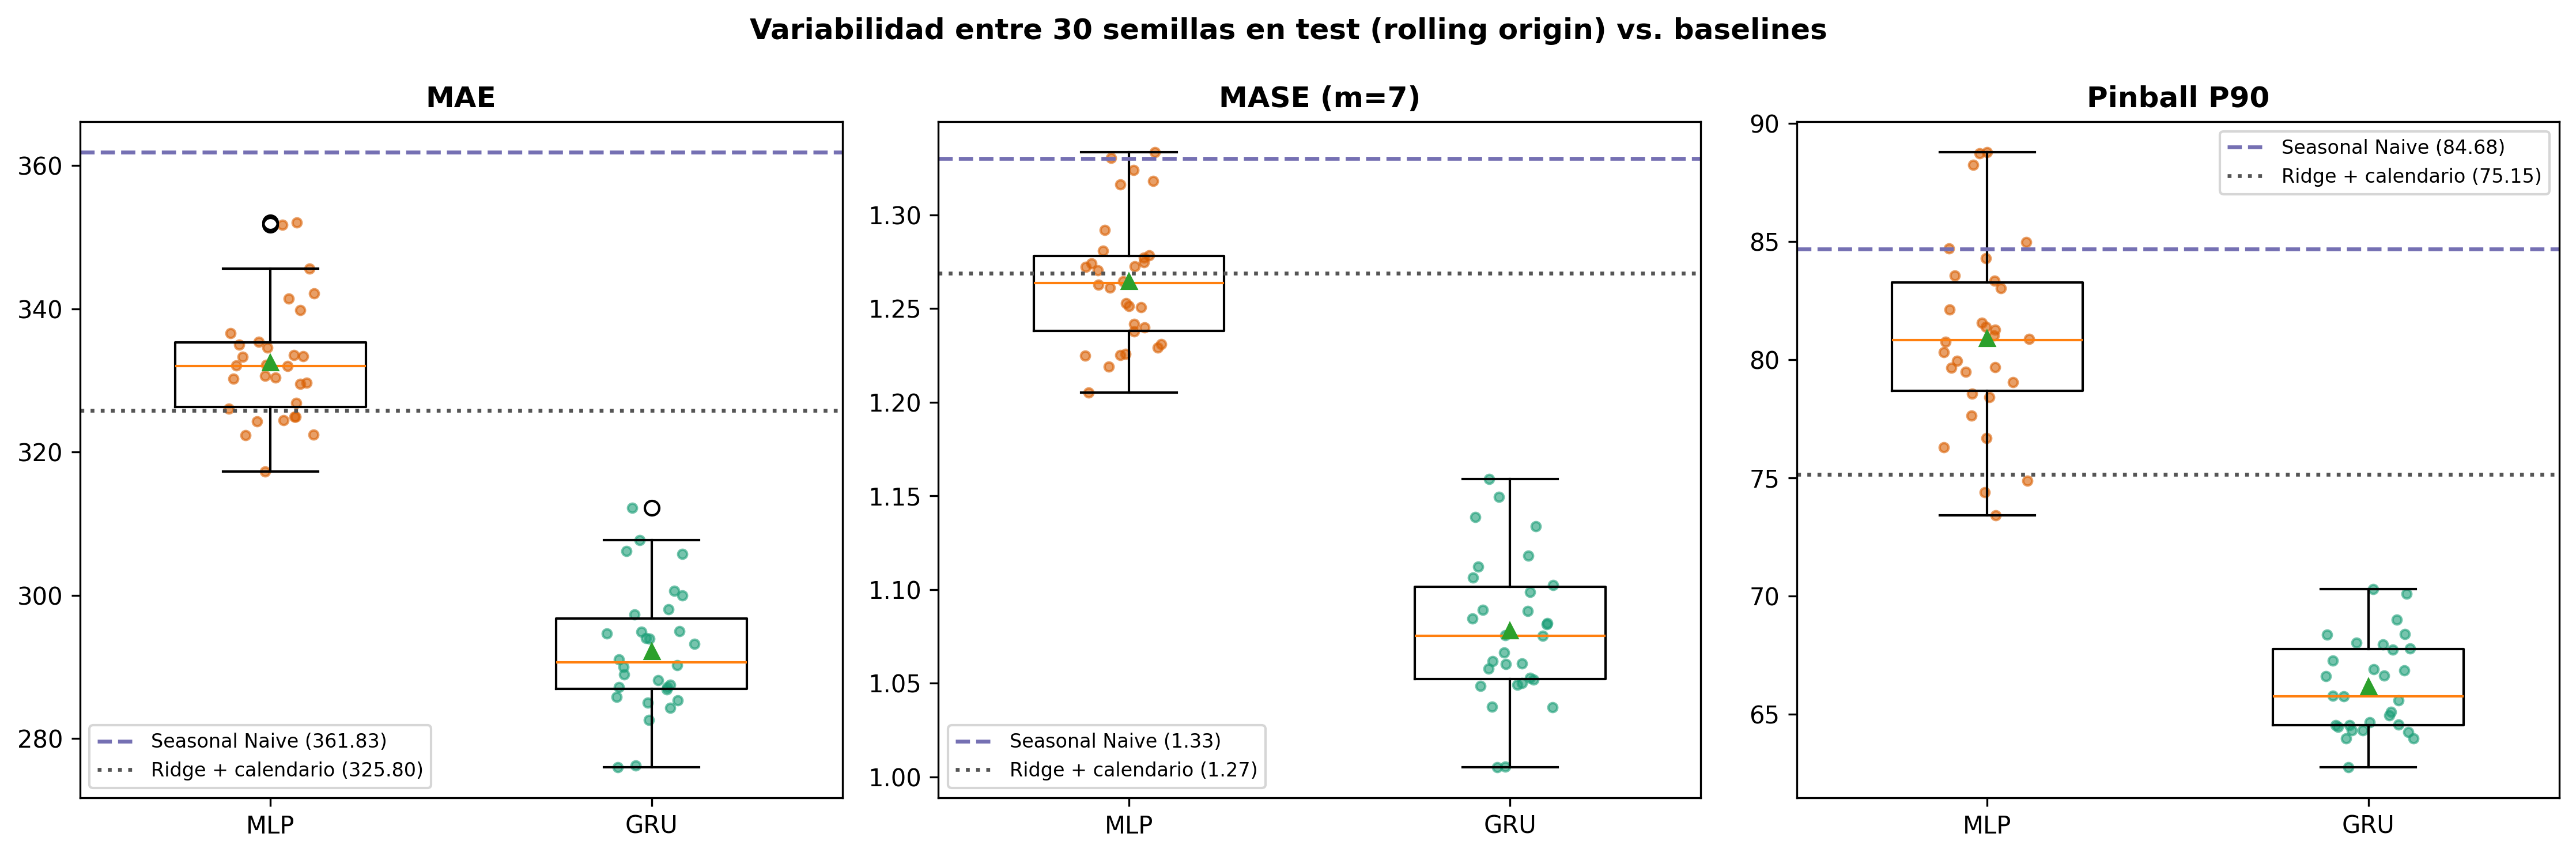 Variabilidad entre 30 semillas en test (rolling origin) vs. baselines
MAE
360
340
320
300
280
Seasonal Naive (361.83)
Ridge + calendario (325.80)
MLP
GRU
MASE (m=7)
1.30
1.25
1.20
1.15
1.10
1.05
1.00
Seasonal Naive (1.33)
Ridge + calendario (1.27)
MLP
GRU
Pinball P90
90
85
80
75
70
65
Seasonal Naive (84.68)
Ridge + calendario (75.15)
MLP
GRU